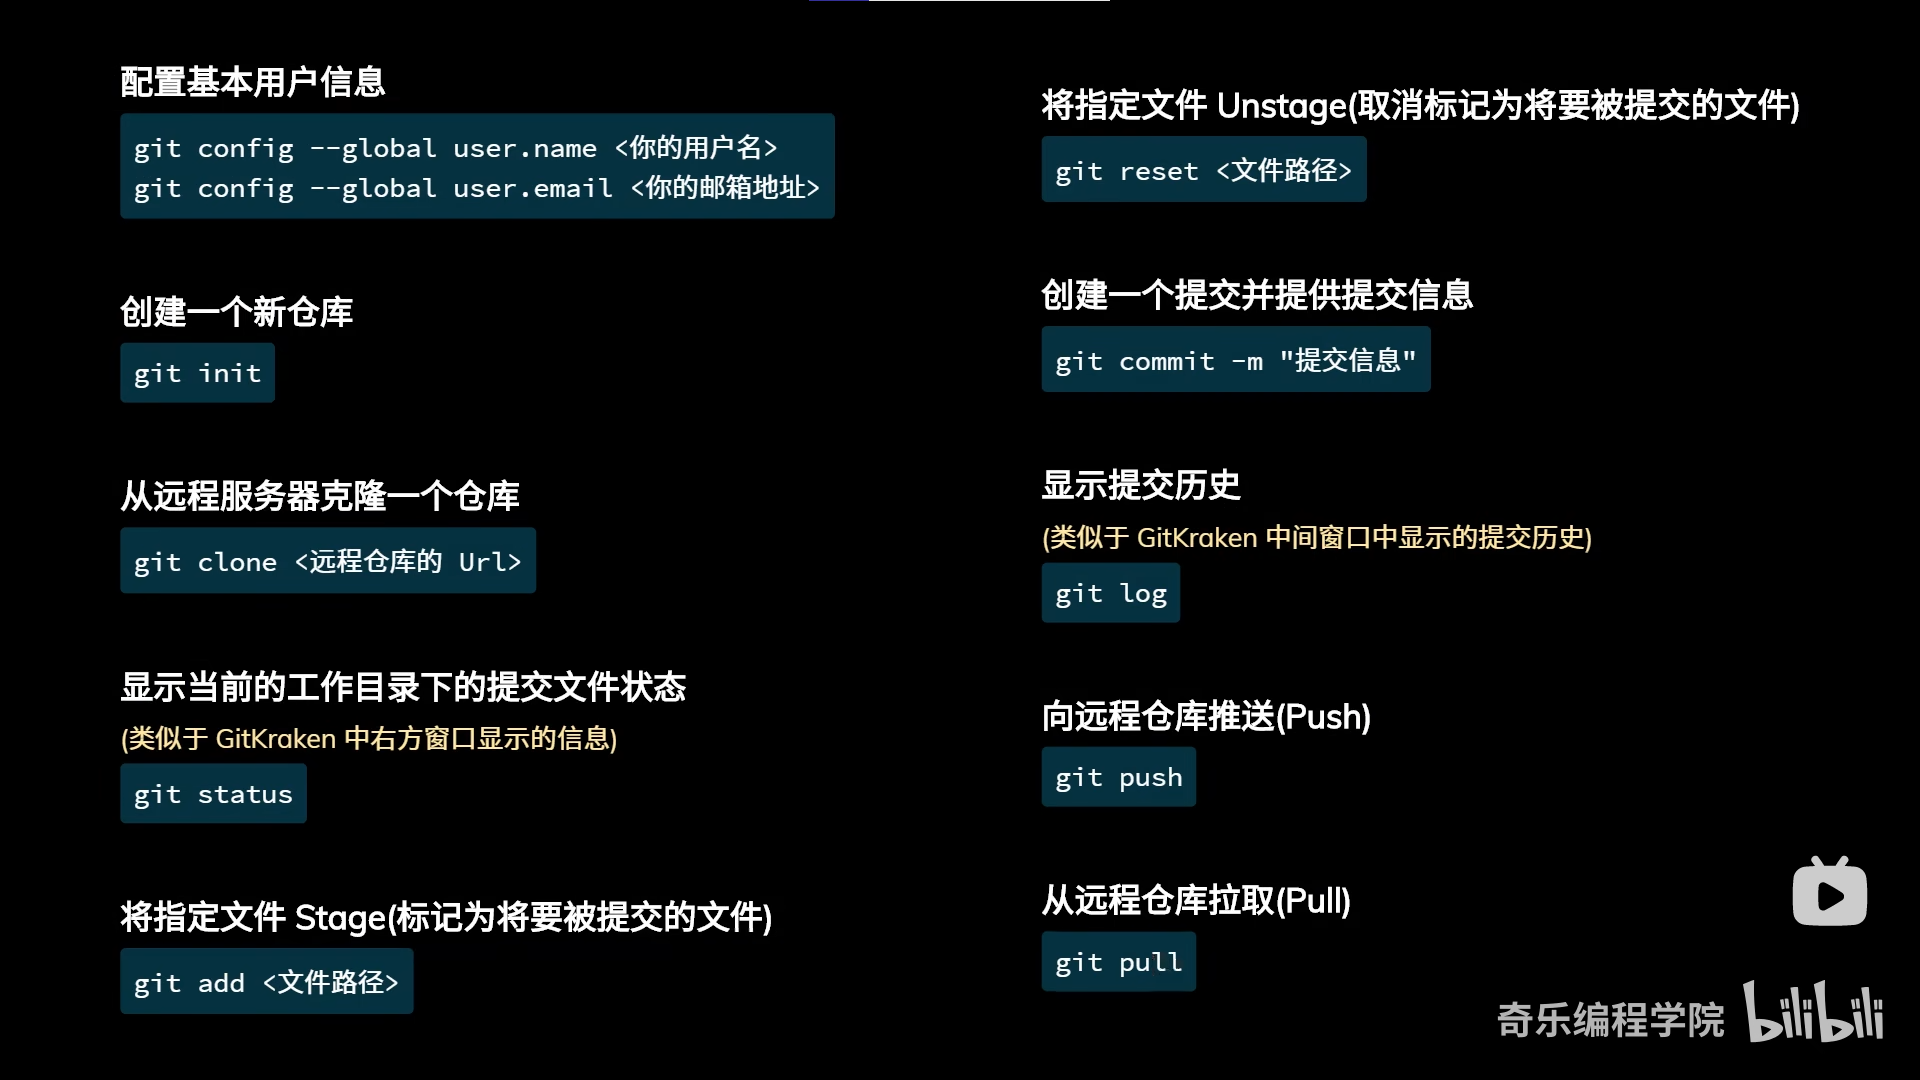 配置基本用户信息
git config --global user.name <你的用户名>
git config --global user.email <你的邮箱地址>
创建一个新仓库
git init
从远程服务器克隆一个仓库
git clone <远程仓库的 Url>
显示当前的工作目录下的提交文件状态
(类似于 GitKraken 中右方窗口显示的信息)
git status
将指定文件 Stage(标记为将要被提交的文件)
git add <文件路径>
将指定文件 Unstage(取消标记为将要被提交的文件)
git reset <文件路径>
创建一个提交并提供提交信息
git commit -m "提交信息"
显示提交历史
(类似于 GitKraken 中间窗口中显示的提交历史)
git log
向远程仓库推送(Push)
git push
从远程仓库拉取(Pull)
git pull
奇乐编程学院 bilibili